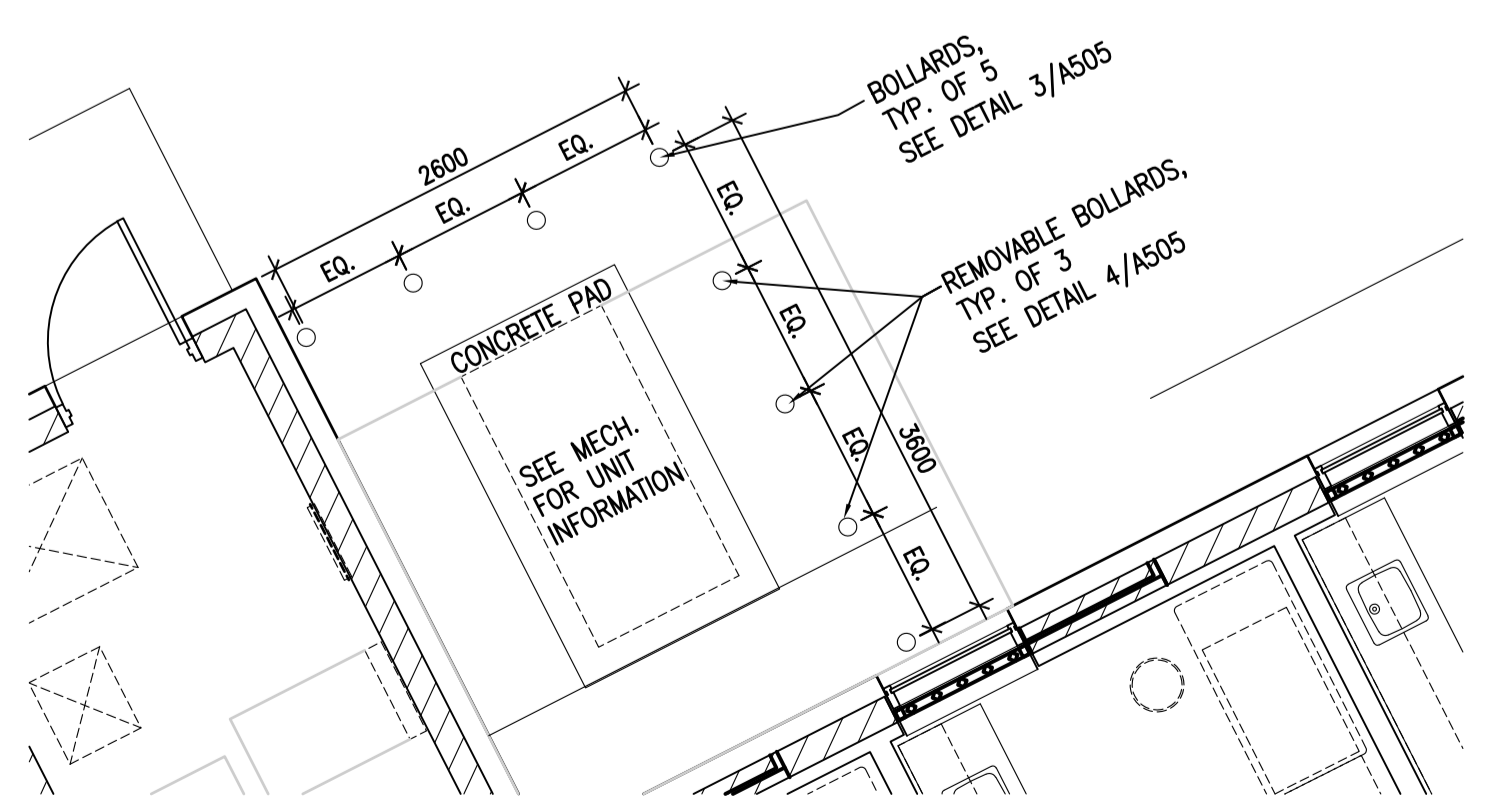 BOLLARDS,
TYP. OF 5
SEE DETAIL 3/A505
2600
EQ.
EQ.
EQ.
EQ.
REMOVABLE BOLLARDS,
TYP. OF 3
SEE DETAIL 4/A505
CONCRETE PAD
EQ.
SEE MECH.
FOR UNIT
INFORMATION
EQ.
3600
EQ.